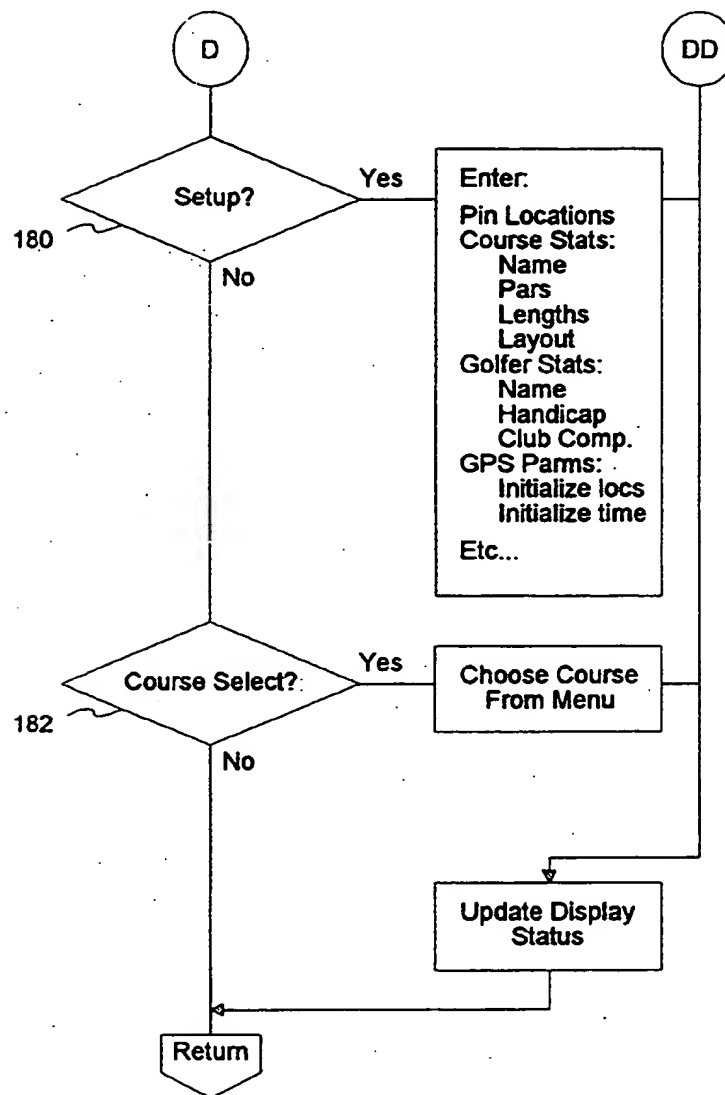 D
DD
Setup?
Yes
180
No
Enter:
Pin Locations
Course Stats:
Name
Pars
Lengths
Layout
Golfer Stats:
Name
Handicap
Club Comp.
GPS Parms:
Initialize locs
Initialize time
Etc...
Course Select?
Yes
182
No
Choose Course
From Menu
Update Display
Status
Return